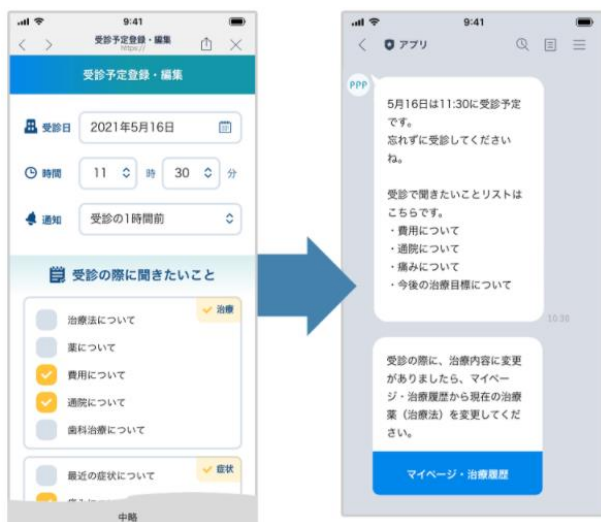 9:41
受診予定登録・編集
https://
受診予定登録・編集
受診日
2021年5月16日
時間
11
時
30
分
通知
受診の1時間前
受診の際に聞きたいこと
治療
治療法について
薬について
費用について
通院について
歯科治療について
症状
最近の症状について
中略
9:41
アプリ
PPP
5月16日は11:30に受診予定
です。
忘れずに受診してください
ね。
受診で聞きたいことリストは
こちらです。
・費用について
・通院について
・痛みについて
・今後の治療目標について
10:36
受診の際に、治療内容に変更
がありましたら、マイペー
ジ・治療履歴から現在の治療
薬（治療法）を変更してくだ
さい。
マイページ・治療履歴